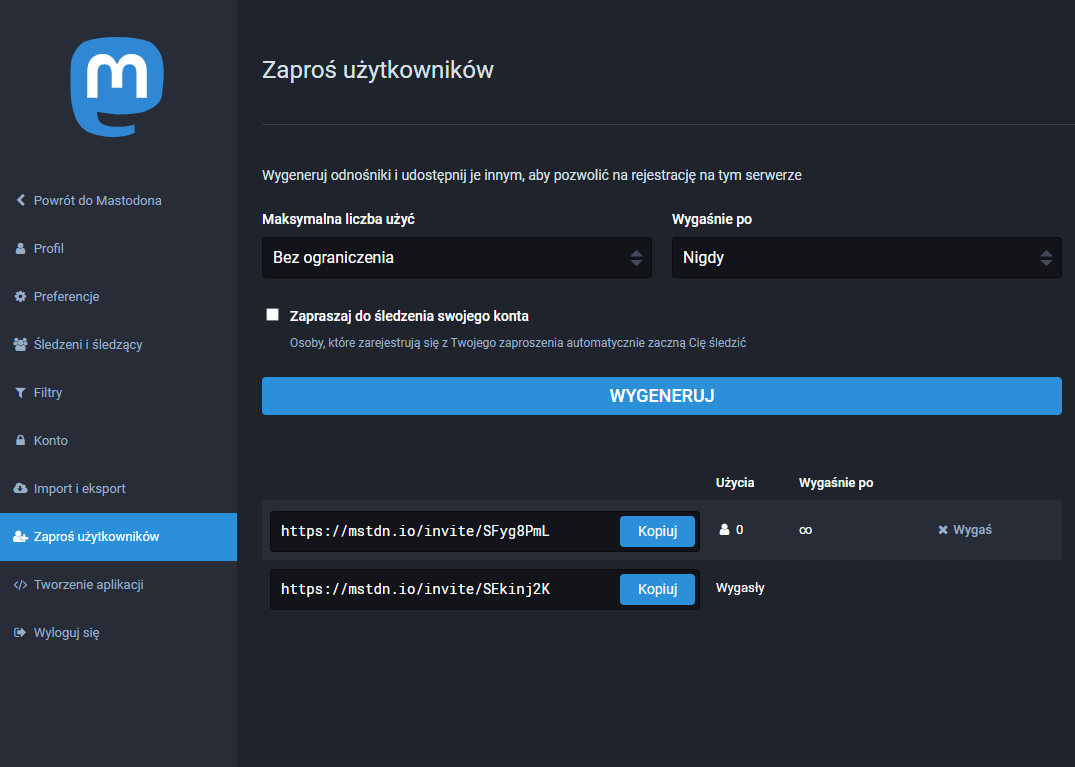 Zaproś użytkowników
Powrót do Mastodona
Profil
Preferencje
Śledzeni i śledzący
Filtry
Konto
Import i eksport
Zaproś użytkowników
Tworzenie aplikacji
Wyloguj się
Wygeneruj odnośniki i udostępnij je innym, aby pozwolić na rejestrację na tym serwerze
Maksymalna liczba użyć
Bez ograniczenia
Wygaśnie po
Nigdy
Zapraszaj do śledzenia swojego konta
Osoby, które zarejestrują się z Twojego zaproszenia automatycznie zaczną Cię śledzić
WYGENERUJ
Użycia Wygaśnie po
https://mstdn.io/invite/SFyg8PmL Kopiuj 0 ∞ Wygaś
https://mstdn.io/invite/SEkinj2K Kopiuj Wygasły